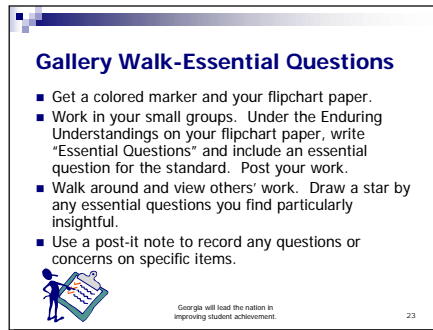 Gallery Walk-Essential Questions
Get a colored marker and your flipchart paper.
Work in your small groups. Under the Enduring
Understandings on your flipchart paper, write
“Essential Questions” and include an essential
question for the standard. Post your work.
Walk around and view others’ work. Draw a star by
any essential questions you find particularly
insightful.
Use a post-it note to record any questions or
concerns on specific items.
Georgia will lead the nation in
improving student achievement.
23